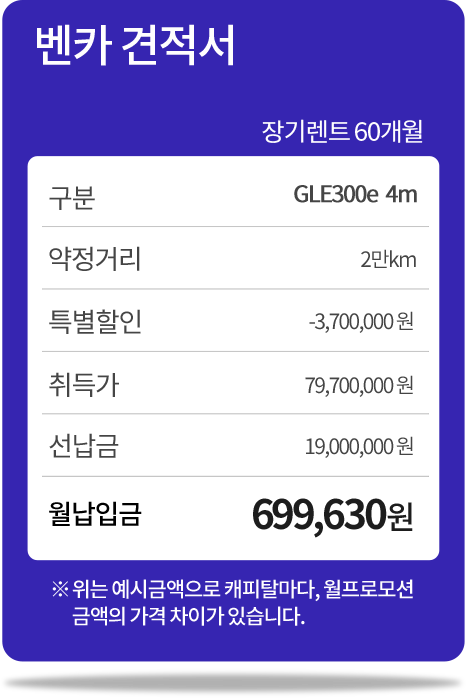 벤카 견적서
장기렌트 60개월
구분 GLE300e 4m
약정거리 2만km
특별할인 -3,700,000 원
취득가 79,700,000 원
선납금 19,000,000 원
월납입금 699,630원
※ 위는 예시금액으로 캐피탈마다, 월프로모션
금액의 가격 차이가 있습니다.